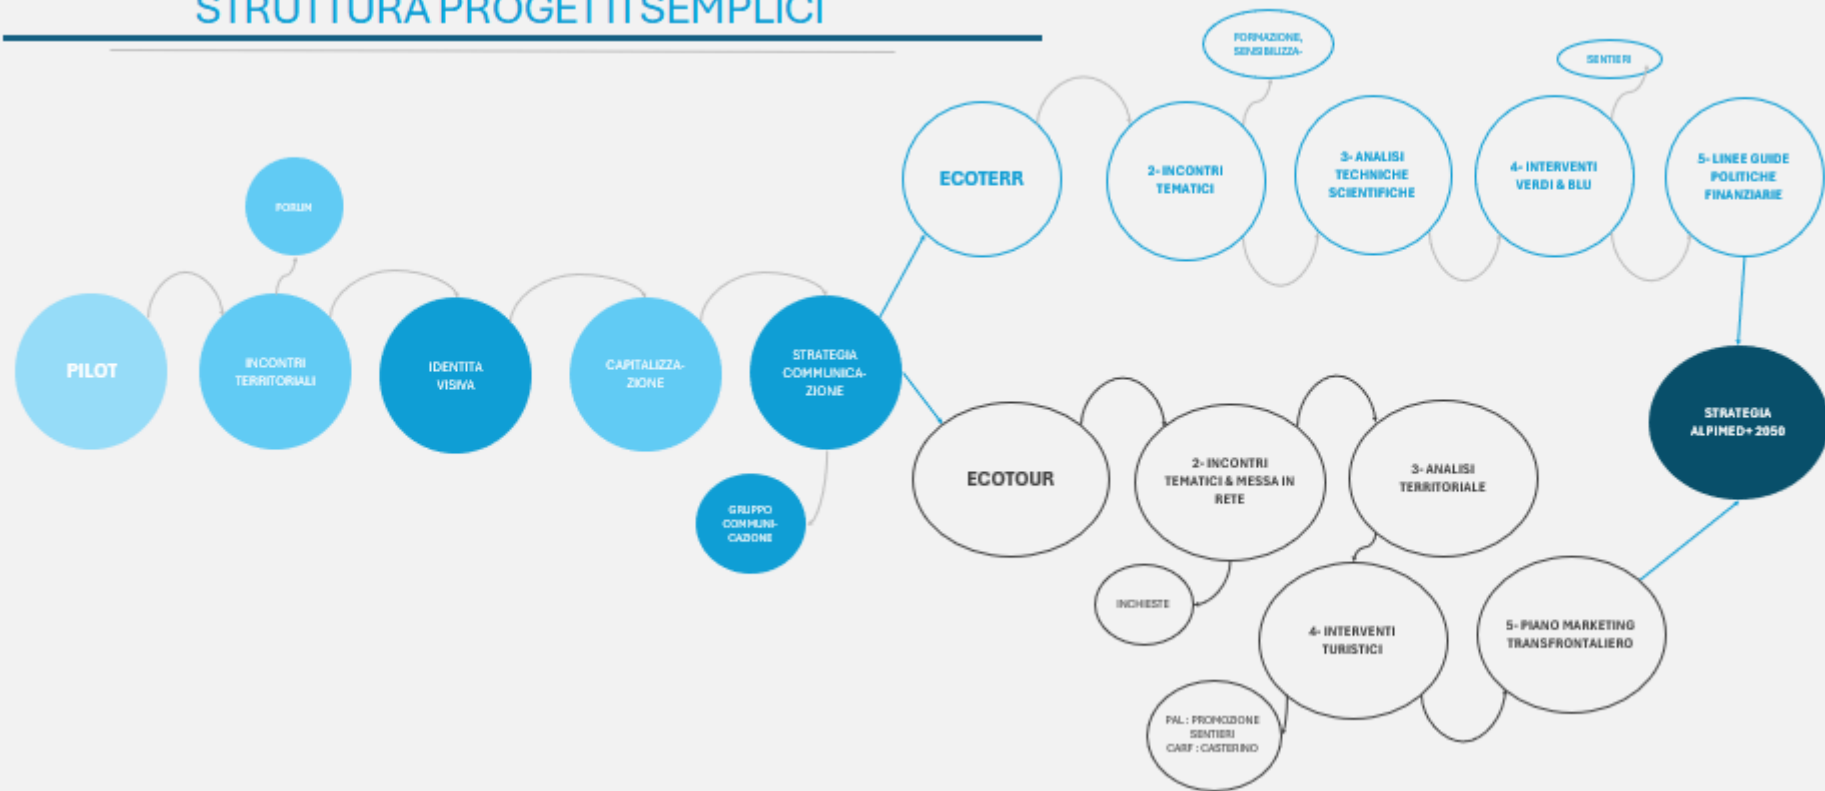 STRUTTURA PROGETTI SEMPLICI
FORMAZIONE,
SENSIBILIZZA-
SENTIERI
ECOTERR
2- INCONTRI
TEMATICI
3- ANALISI
TECHNICHE
SCIENTIFICHE
4- INTERVENTI
VERDI & BLU
5- LINEE GUIDE
POLITICHE
FINANZIARIE
FORUM
PILOT
INCONTRI
TERRITORIALI
IDENTITA
VISIVA
CAPITALIZZA-
ZIONE
STRATEGIA
COMMUNICA-
ZIONE
GRUPPO
COMMUNI-
CAZIONE
ECOTOUR
2- INCONTRI
TEMATICI & MESSA IN
RETE
3- ANALISI
TERRITORIALE
STRATEGIA
ALPIMED+ 2050
INCHIESTE
4- INTERVENTI
TURISTICI
5- PIANO MARKETING
TRANSFRONTALIERO
PAL : PROMOZIONE
SENTIERI
CARF : CASTERINO